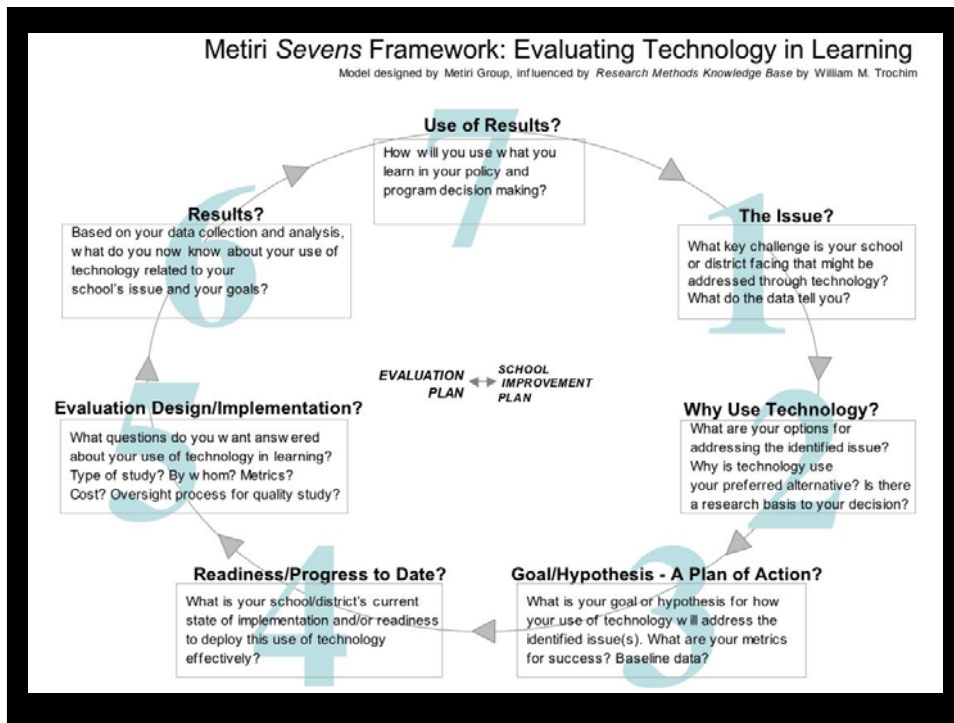 Metiri Sevens Framework: Evaluating Technology in Learning
Model designed by Metiri Group, influenced by Research Methods Knowledge Base by William M. Trochim
7
Use of Results?
How will you use what you
learn in your policy and
program decision making?
1
The Issue?
What key challenge is your school
or district facing that might be
addressed through technology?
What do the data tell you?
2
Why Use Technology?
What are your options for
addressing the identified issue?
Why is technology use
your preferred alternative? Is there
a research basis to your decision?
3
Goal/Hypothesis - A Plan of Action?
What is your goal or hypothesis for how
your use of technology will address the
identified issue(s). What are your metrics
for success? Baseline data?
4
Readiness/Progress to Date?
What is your school/district's current
state of implementation and/or readiness
to deploy this use of technology
effectively?
5
Evaluation Design/Implementation?
What questions do you want answered
about your use of technology in learning?
Type of study? By whom? Metrics?
Cost? Oversight process for quality study?
6
Results?
Based on your data collection and analysis,
what do you now know about your use of
technology related to your
school's issue and your goals?
EVALUATION
PLAN
SCHOOL
IMPROVEMENT
PLAN